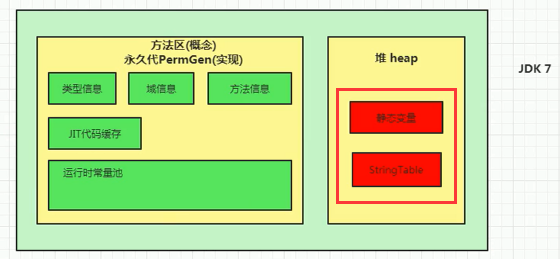 方法区(概念)
永久代PermGen(实现)
类型信息
域信息
方法信息
JIT代码缓存
运行时常量池
堆 heap
静态变量
StringTable
JDK 7